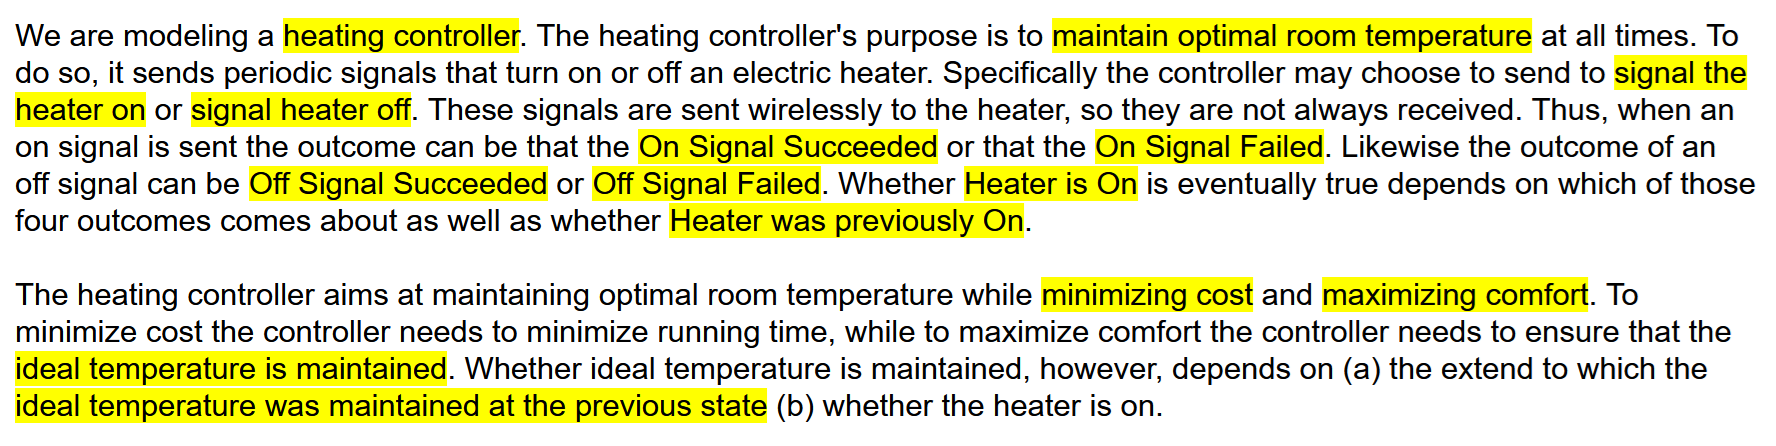 We are modeling a heating controller. The heating controller's purpose is to maintain optimal room temperature at all times. To
do so, it sends periodic signals that turn on or off an electric heater. Specifically the controller may choose to send to signal the
heater on or signal heater off. These signals are sent wirelessly to the heater, so they are not always received. Thus, when an
on signal is sent the outcome can be that the On Signal Succeeded or that the On Signal Failed. Likewise the outcome of an
off signal can be Off Signal Succeeded or Off Signal Failed. Whether Heater is On is eventually true depends on which of those
four outcomes comes about as well as whether Heater was previously On.
The heating controller aims at maintaining optimal room temperature while minimizing cost and maximizing comfort. To
minimize cost the controller needs to minimize running time, while to maximize comfort the controller needs to ensure that the
ideal temperature is maintained. Whether ideal temperature is maintained, however, depends on (a) the extend to which the
ideal temperature was maintained at the previous state (b) whether the heater is on.